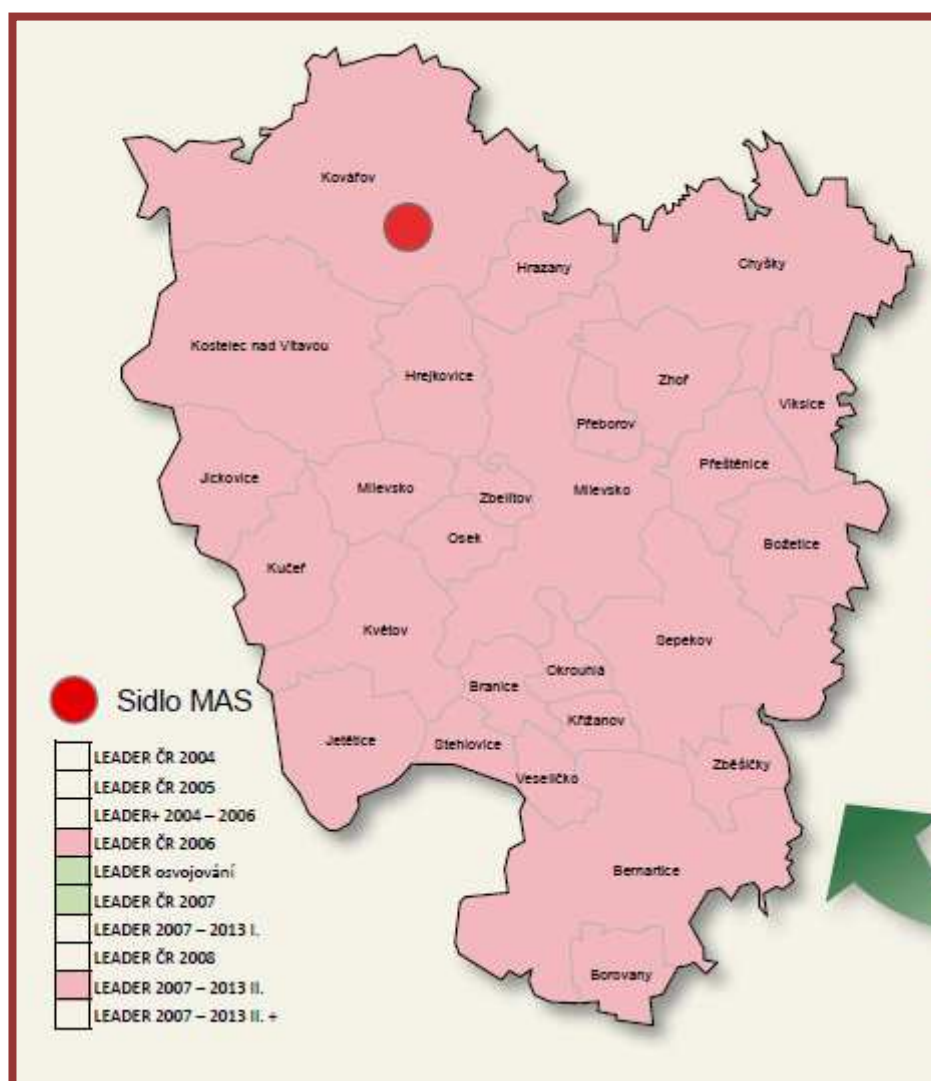 Kovářov
Hrazany
Chyšky
Kostelec nad Vltavou
Hrejkovice
Zhoř
Přeborov
Vlksice
Přeštěnice
Jickovice
Milevsko
Zbelítov
Milevsko
Osek
Božetice
Kučeř
Květov
Sepekov
Okrouhlá
Branice
Křižanov
Jetětice
Stehlovice
Veselíčko
Zběšičky
Bernartice
Borovany
Sídlo MAS
LEADER ČR 2004
LEADER ČR 2005
LEADER+ 2004 – 2006
LEADER ČR 2006
LEADER osvojování
LEADER ČR 2007
LEADER 2007 – 2013 I.
LEADER ČR 2008
LEADER 2007 – 2013 II.
LEADER 2007 – 2013 II. +